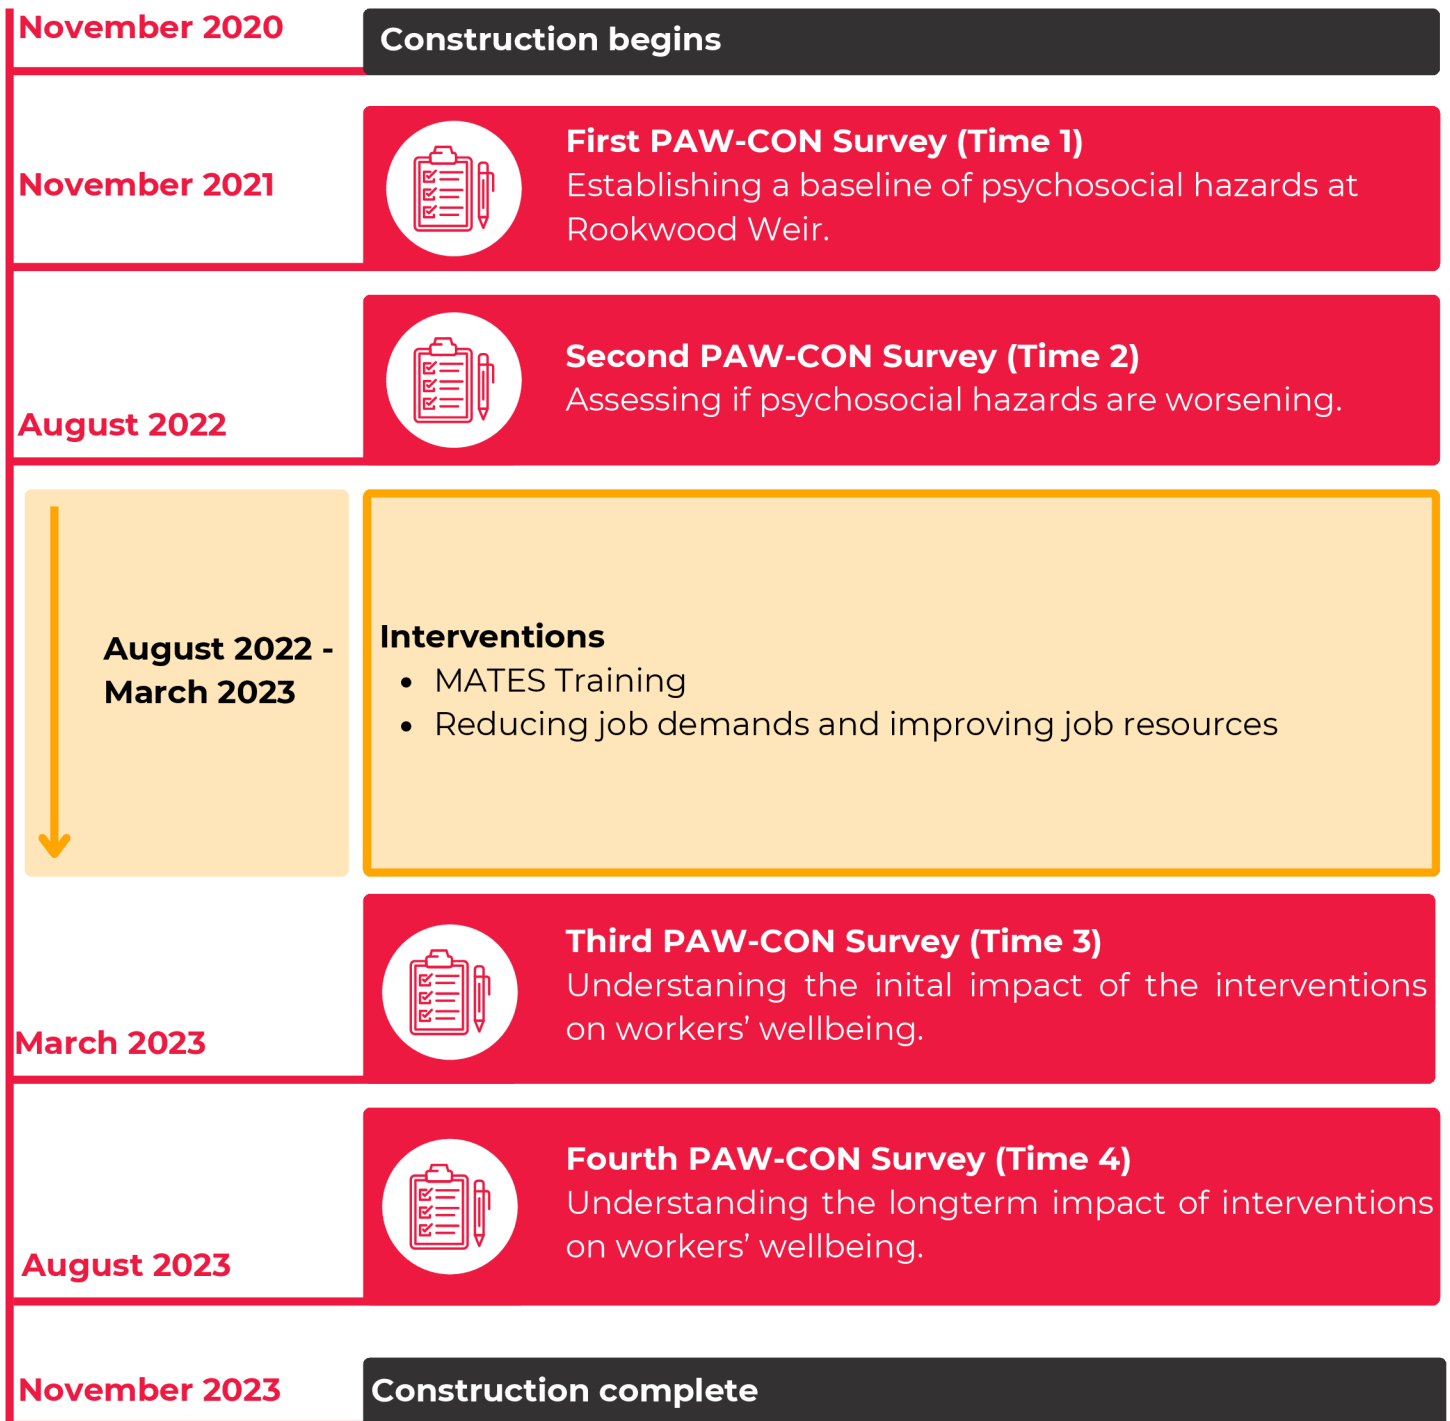 November 2020
Construction begins
November 2021
First PAW-CON Survey (Time 1)
Establishing a baseline of psychosocial hazards at
Rookwood Weir.
August 2022
Second PAW-CON Survey (Time 2)
Assessing if psychosocial hazards are worsening.
August 2022 -
March 2023
Interventions
• MATES Training
• Reducing job demands and improving job resources
March 2023
Third PAW-CON Survey (Time 3)
Understaning the inital impact of the interventions
on workers’ wellbeing.
August 2023
Fourth PAW-CON Survey (Time 4)
Understanding the longterm impact of interventions
on workers’ wellbeing.
November 2023
Construction complete